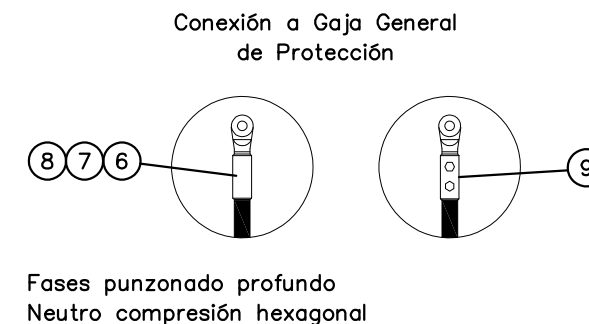 Conexión a Gaja General
de Protección
8 7 6
9
Fases punzonado profundo
Neutro compresión hexagonal